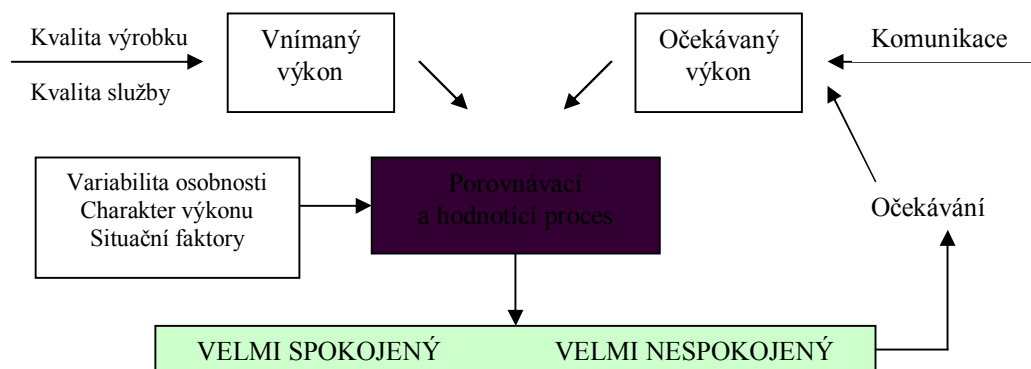 Kvalita výrobku
Kvalita služby
Vnímaný
výkon
Očekávaný
výkon
Komunikace
Variabilita osobnosti
Charakter výkonu
Situační faktory
Porovnávací
a hodnotící proces
Očekávání
VELMI SPOKOJENÝ VELMI NESPOKOJENÝ